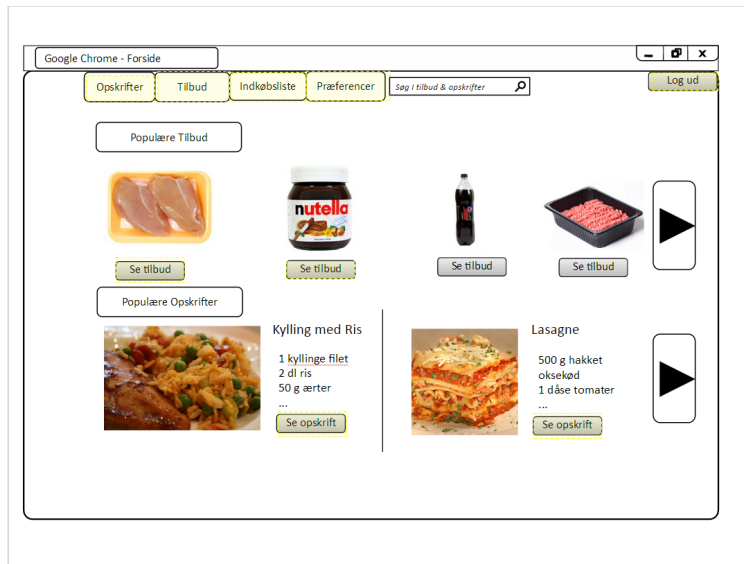 Google Chrome - Forside
Opskrifter
Tilbud
Indkøbsliste
Præferencer
Søg I tilbud & opskrifter
Log ud
Populære Tilbud
nutella
Se tilbud
Se tilbud
Se tilbud
Se tilbud
Populære Opskrifter
Kylling med Ris
1 kyllinge filet
2 dl ris
50 g ærter
...
Se opskrift
Lasagne
500 g hakket
oksekød
1 dåse tomater
...
Se opskrift